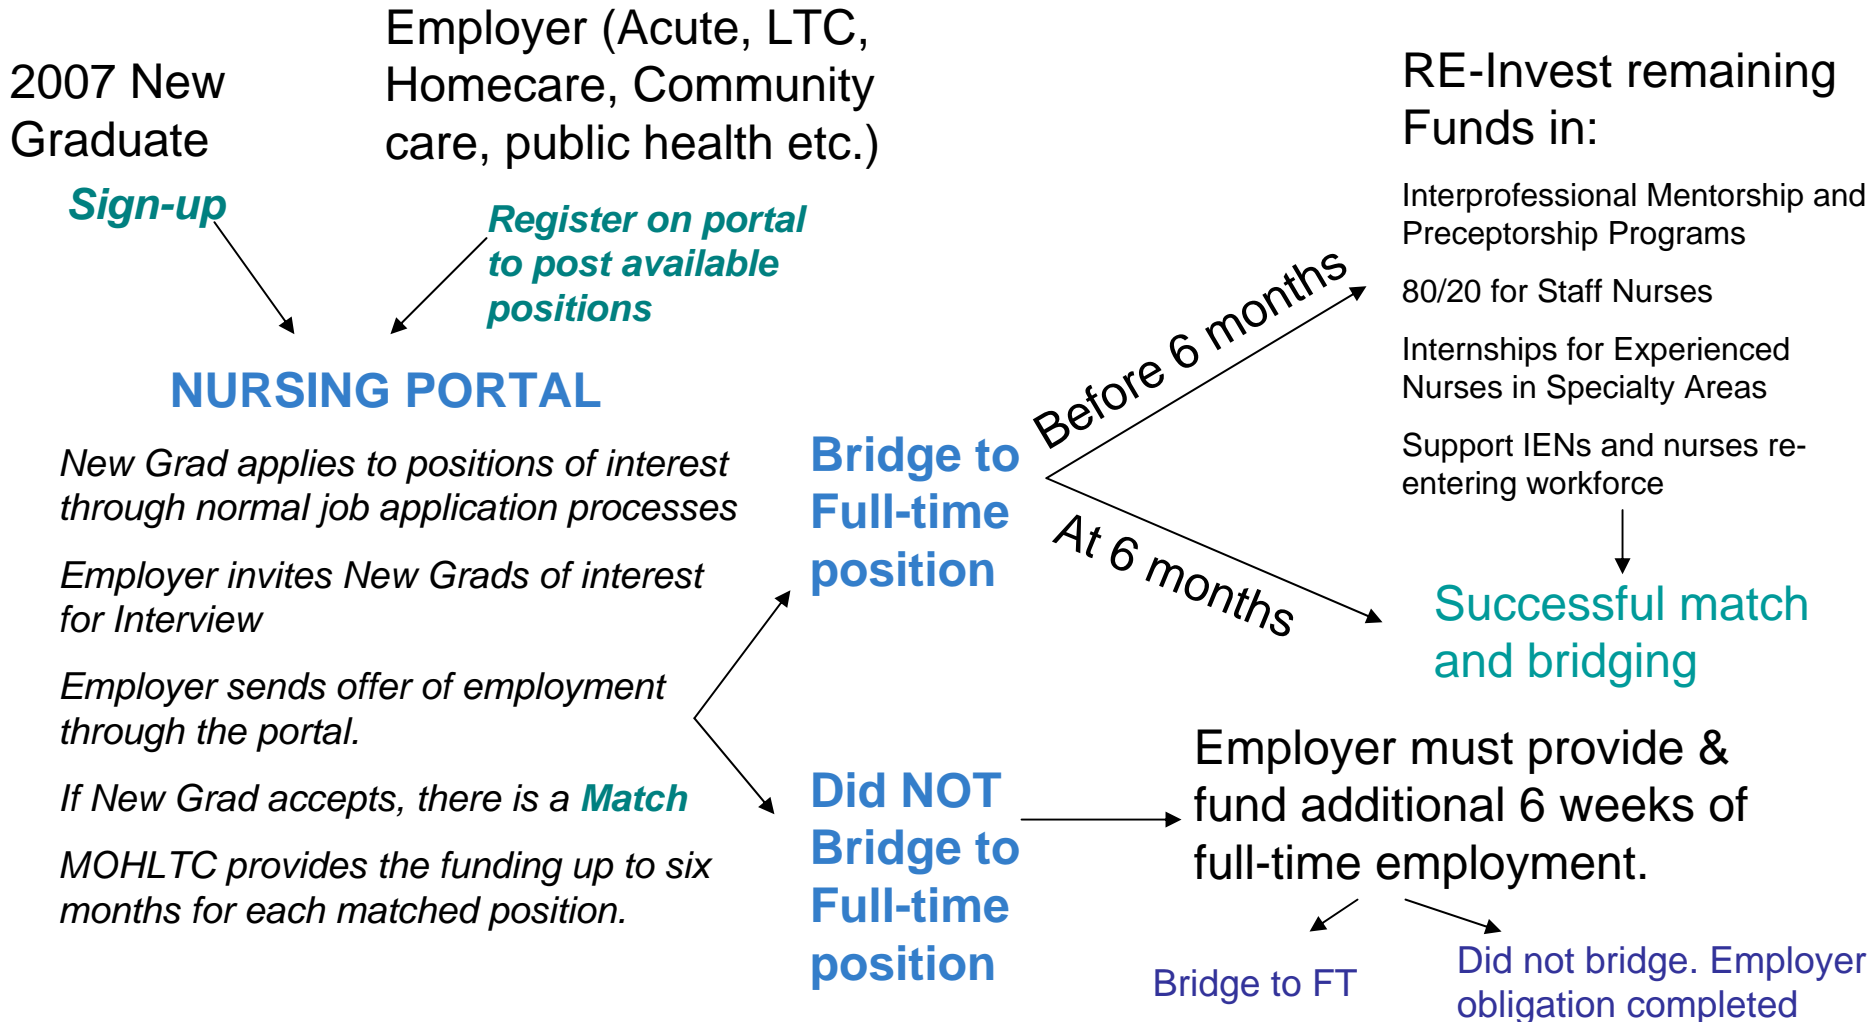 2007 New
Graduate
Sign-up
Employer (Acute, LTC,
Homecare, Community
care, public health etc.)
Register on portal
to post available
positions
NURSING PORTAL
New Grad applies to positions of interest
through normal job application processes
Employer invites New Grads of interest
for Interview
Employer sends offer of employment
through the portal.
If New Grad accepts, there is a Match
MOHLTC provides the funding up to six
months for each matched position.
Bridge to
Full-time
position
Before 6 months
At 6 months
RE-Invest remaining
Funds in:
Interprofessional Mentorship and
Preceptorship Programs
80/20 for Staff Nurses
Internships for Experienced
Nurses in Specialty Areas
Support IENs and nurses re-
entering workforce
Successful match
and bridging
Did NOT
Bridge to
Full-time
position
Employer must provide &
fund additional 6 weeks of
full-time employment.
Bridge to FT
Did not bridge. Employer
obligation completed